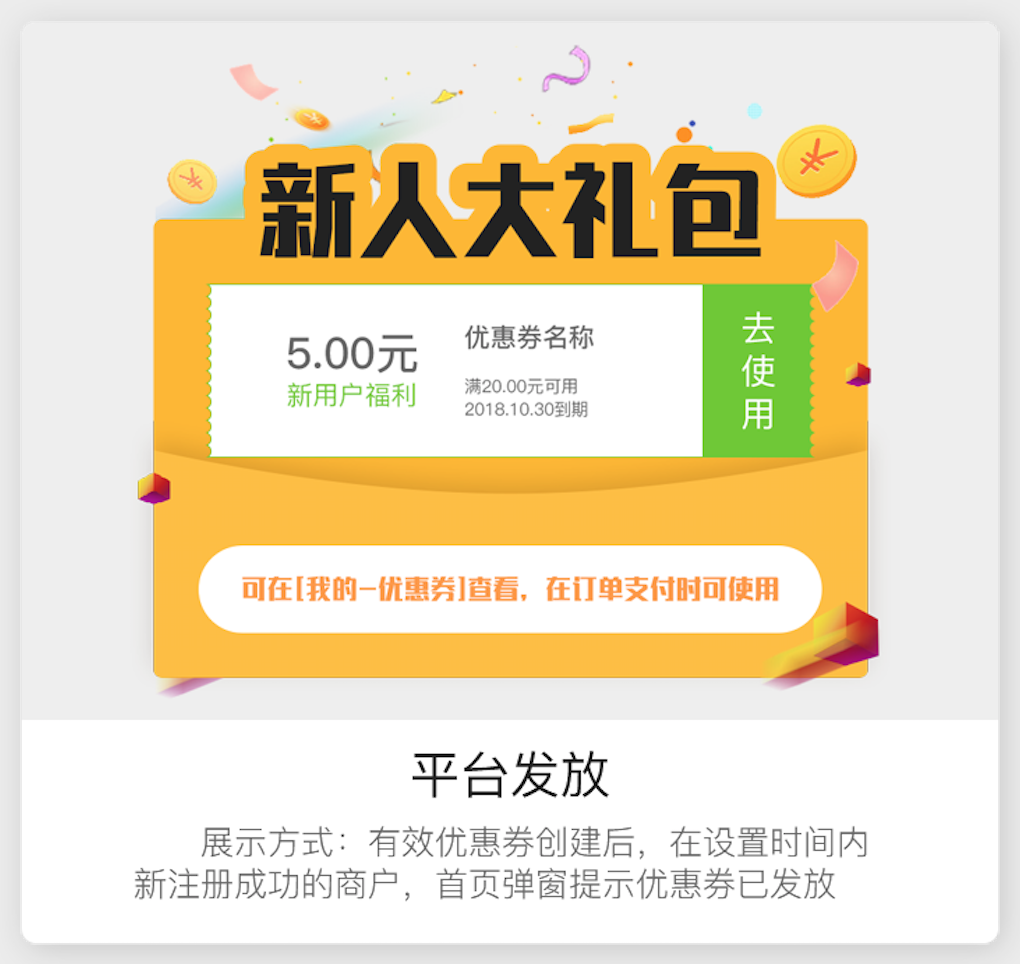 新人大礼包
5.00元
新用户福利
优惠券名称
满20.00元可用
2018.10.30到期
去使用
可在[我的-优惠券]查看，在订单支付时可使用
平台发放
展示方式：有效优惠券创建后，在设置时间内
新注册成功的商户，首页弹窗提示优惠券已发放